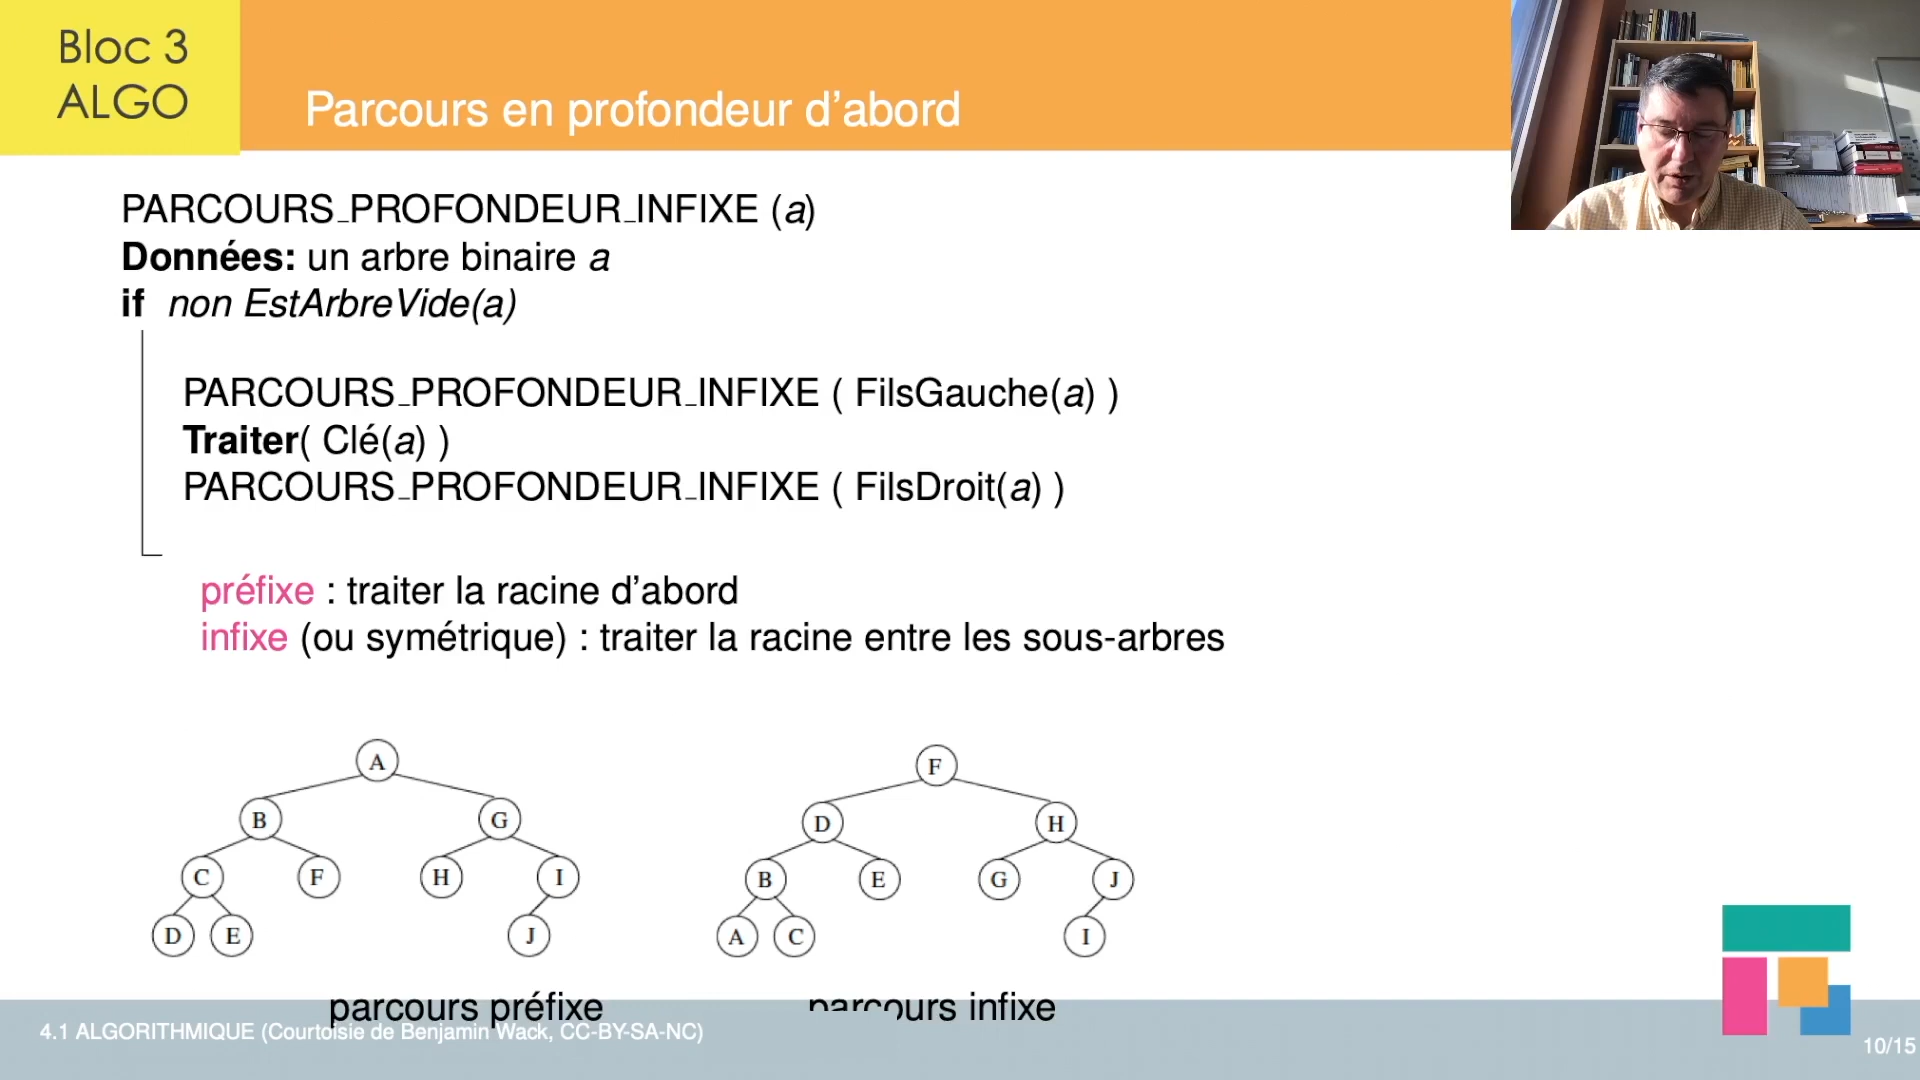 Bloc 3
ALGO
Parcours en profondeur d'abord
PARCOURS_PROFONDEUR_INFIXE (a)
Données: un arbre binaire a
if non EstArbreVide(a)
PARCOURS_PROFONDEUR_INFIXE ( FilsGauche(a) )
Traiter( Clé(a) )
PARCOURS_PROFONDEUR_INFIXE ( FilsDroit(a) )
préfixe : traiter la racine d'abord
infixe (ou symétrique) : traiter la racine entre les sous-arbres
A
B G
C F H I
D E J
F
D H
B E G J
A C I
parcours préfixe
parcours infixe
4.1 ALGORITHMIQUE (Courtoisie de Benjamin Wack, CC-BY-SA-NC)
10/15